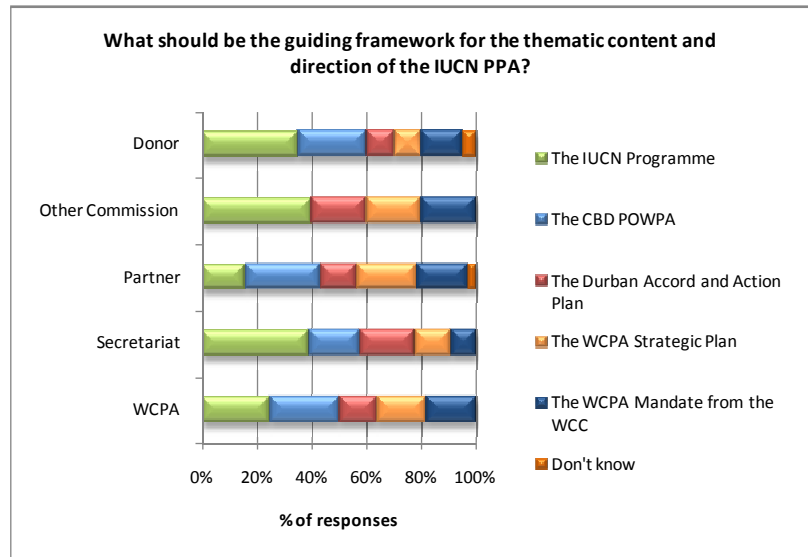 What should be the guiding framework for the thematic content and
direction of the IUCN PPA?
Donor
Other Commission
Partner
Secretariat
WCPA
0% 20% 40% 60% 80% 100%
% of responses
The IUCN Programme
The CBD POWPA
The Durban Accord and Action
Plan
The WCPA Strategic Plan
The WCPA Mandate from the
WCC
Don't know